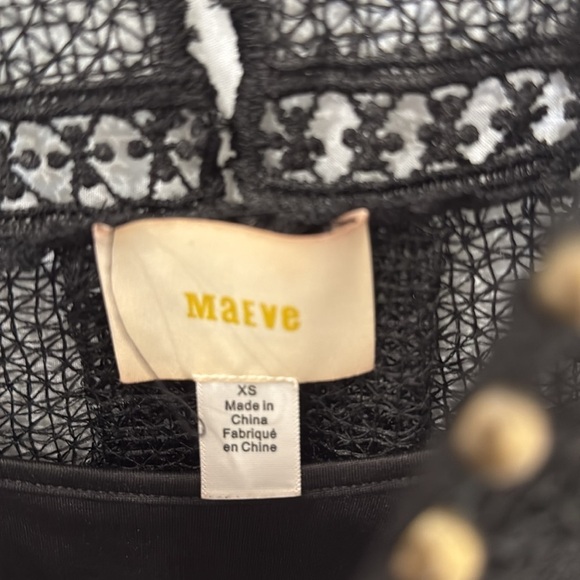 MaEve
XS
Made in
China
Fabriqué
en Chine